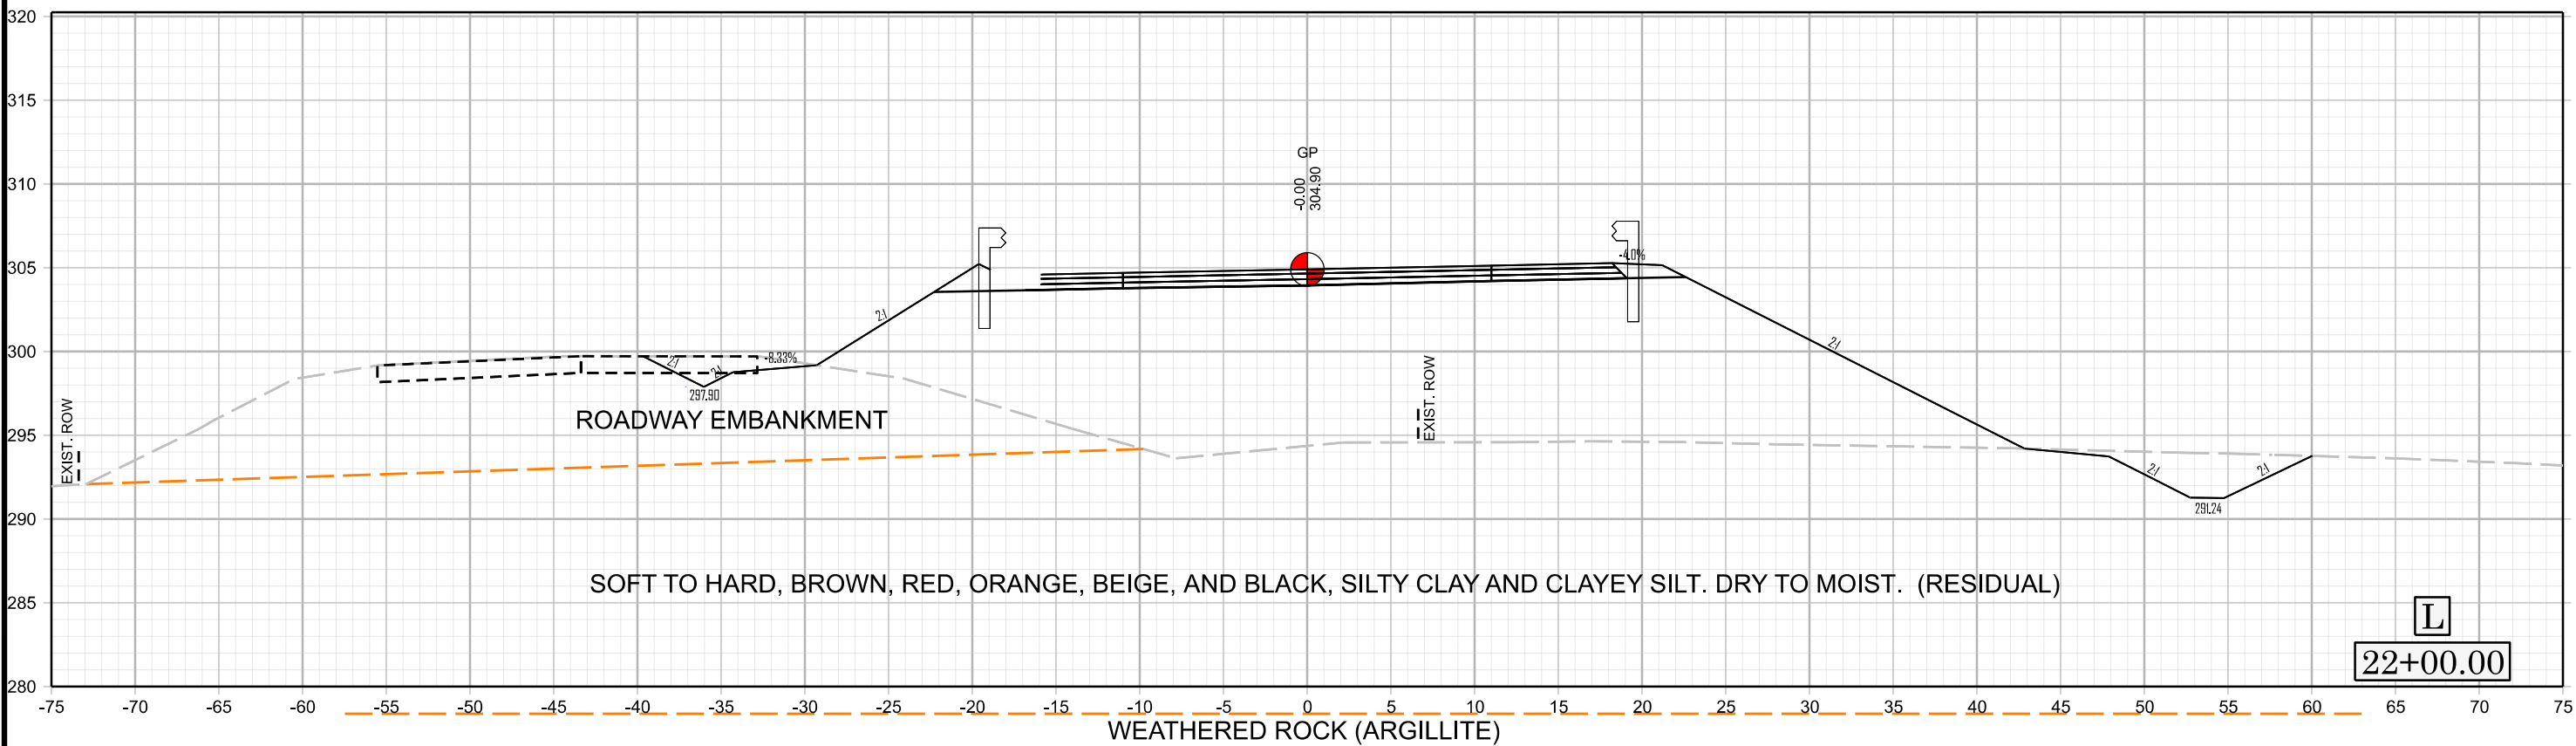 320
315
310
305
300
295
290
285
280
GP
-0.00
304.90
-4.0%
2:1
2:1
2:1
2:1
-8.33%
297.90
ROADWAY EMBANKMENT
EXIST. ROW
EXIST. ROW
2:1
2:1
291.24
SOFT TO HARD, BROWN, RED, ORANGE, BEIGE, AND BLACK, SILTY CLAY AND CLAYEY SILT. DRY TO MOIST. (RESIDUAL)
L
22+00.00
-75 -70 -65 -60 -55 -50 -45 -40 -35 -30 -25 -20 -15 -10 -5 0 5 10 15 20 25 30 35 40 45 50 55 60 65 70 75
WEATHERED ROCK (ARGILLITE)